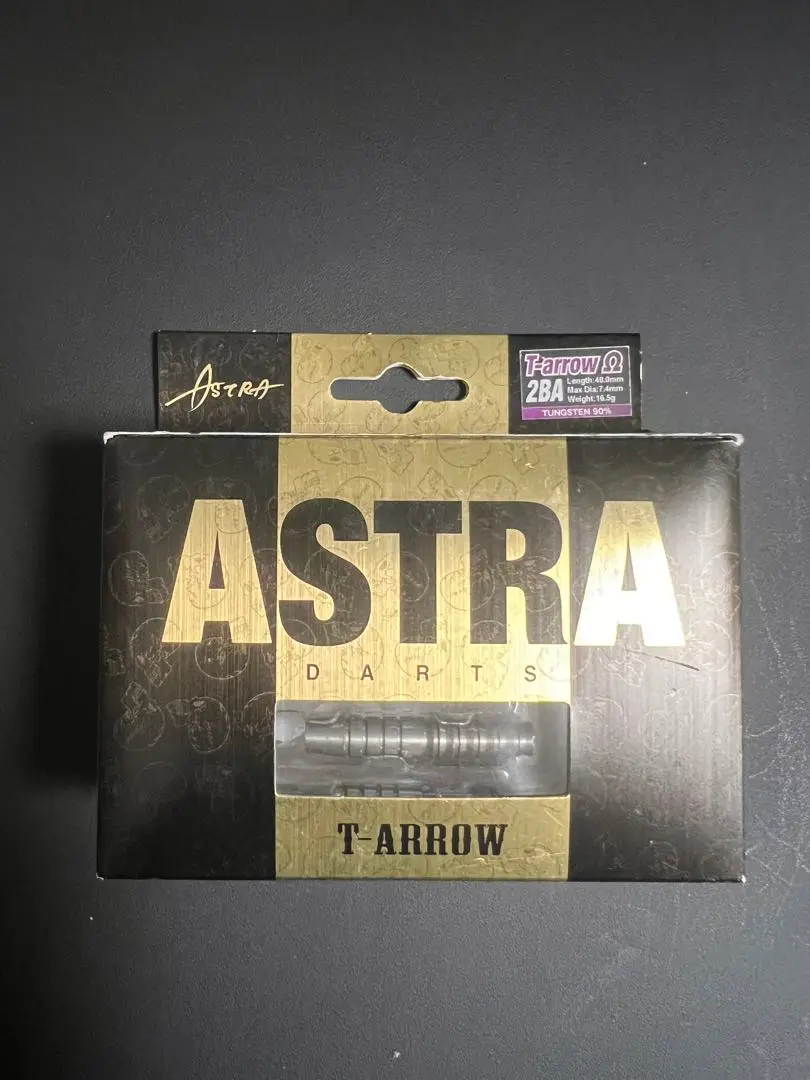 ASTRA
T-arrow Ω
2BA
Length:40.0mm
Max Dia:7.4mm
Weight:16.5g
TUNGSTEN 90%
ASTRA
DARTS
T-ARROW